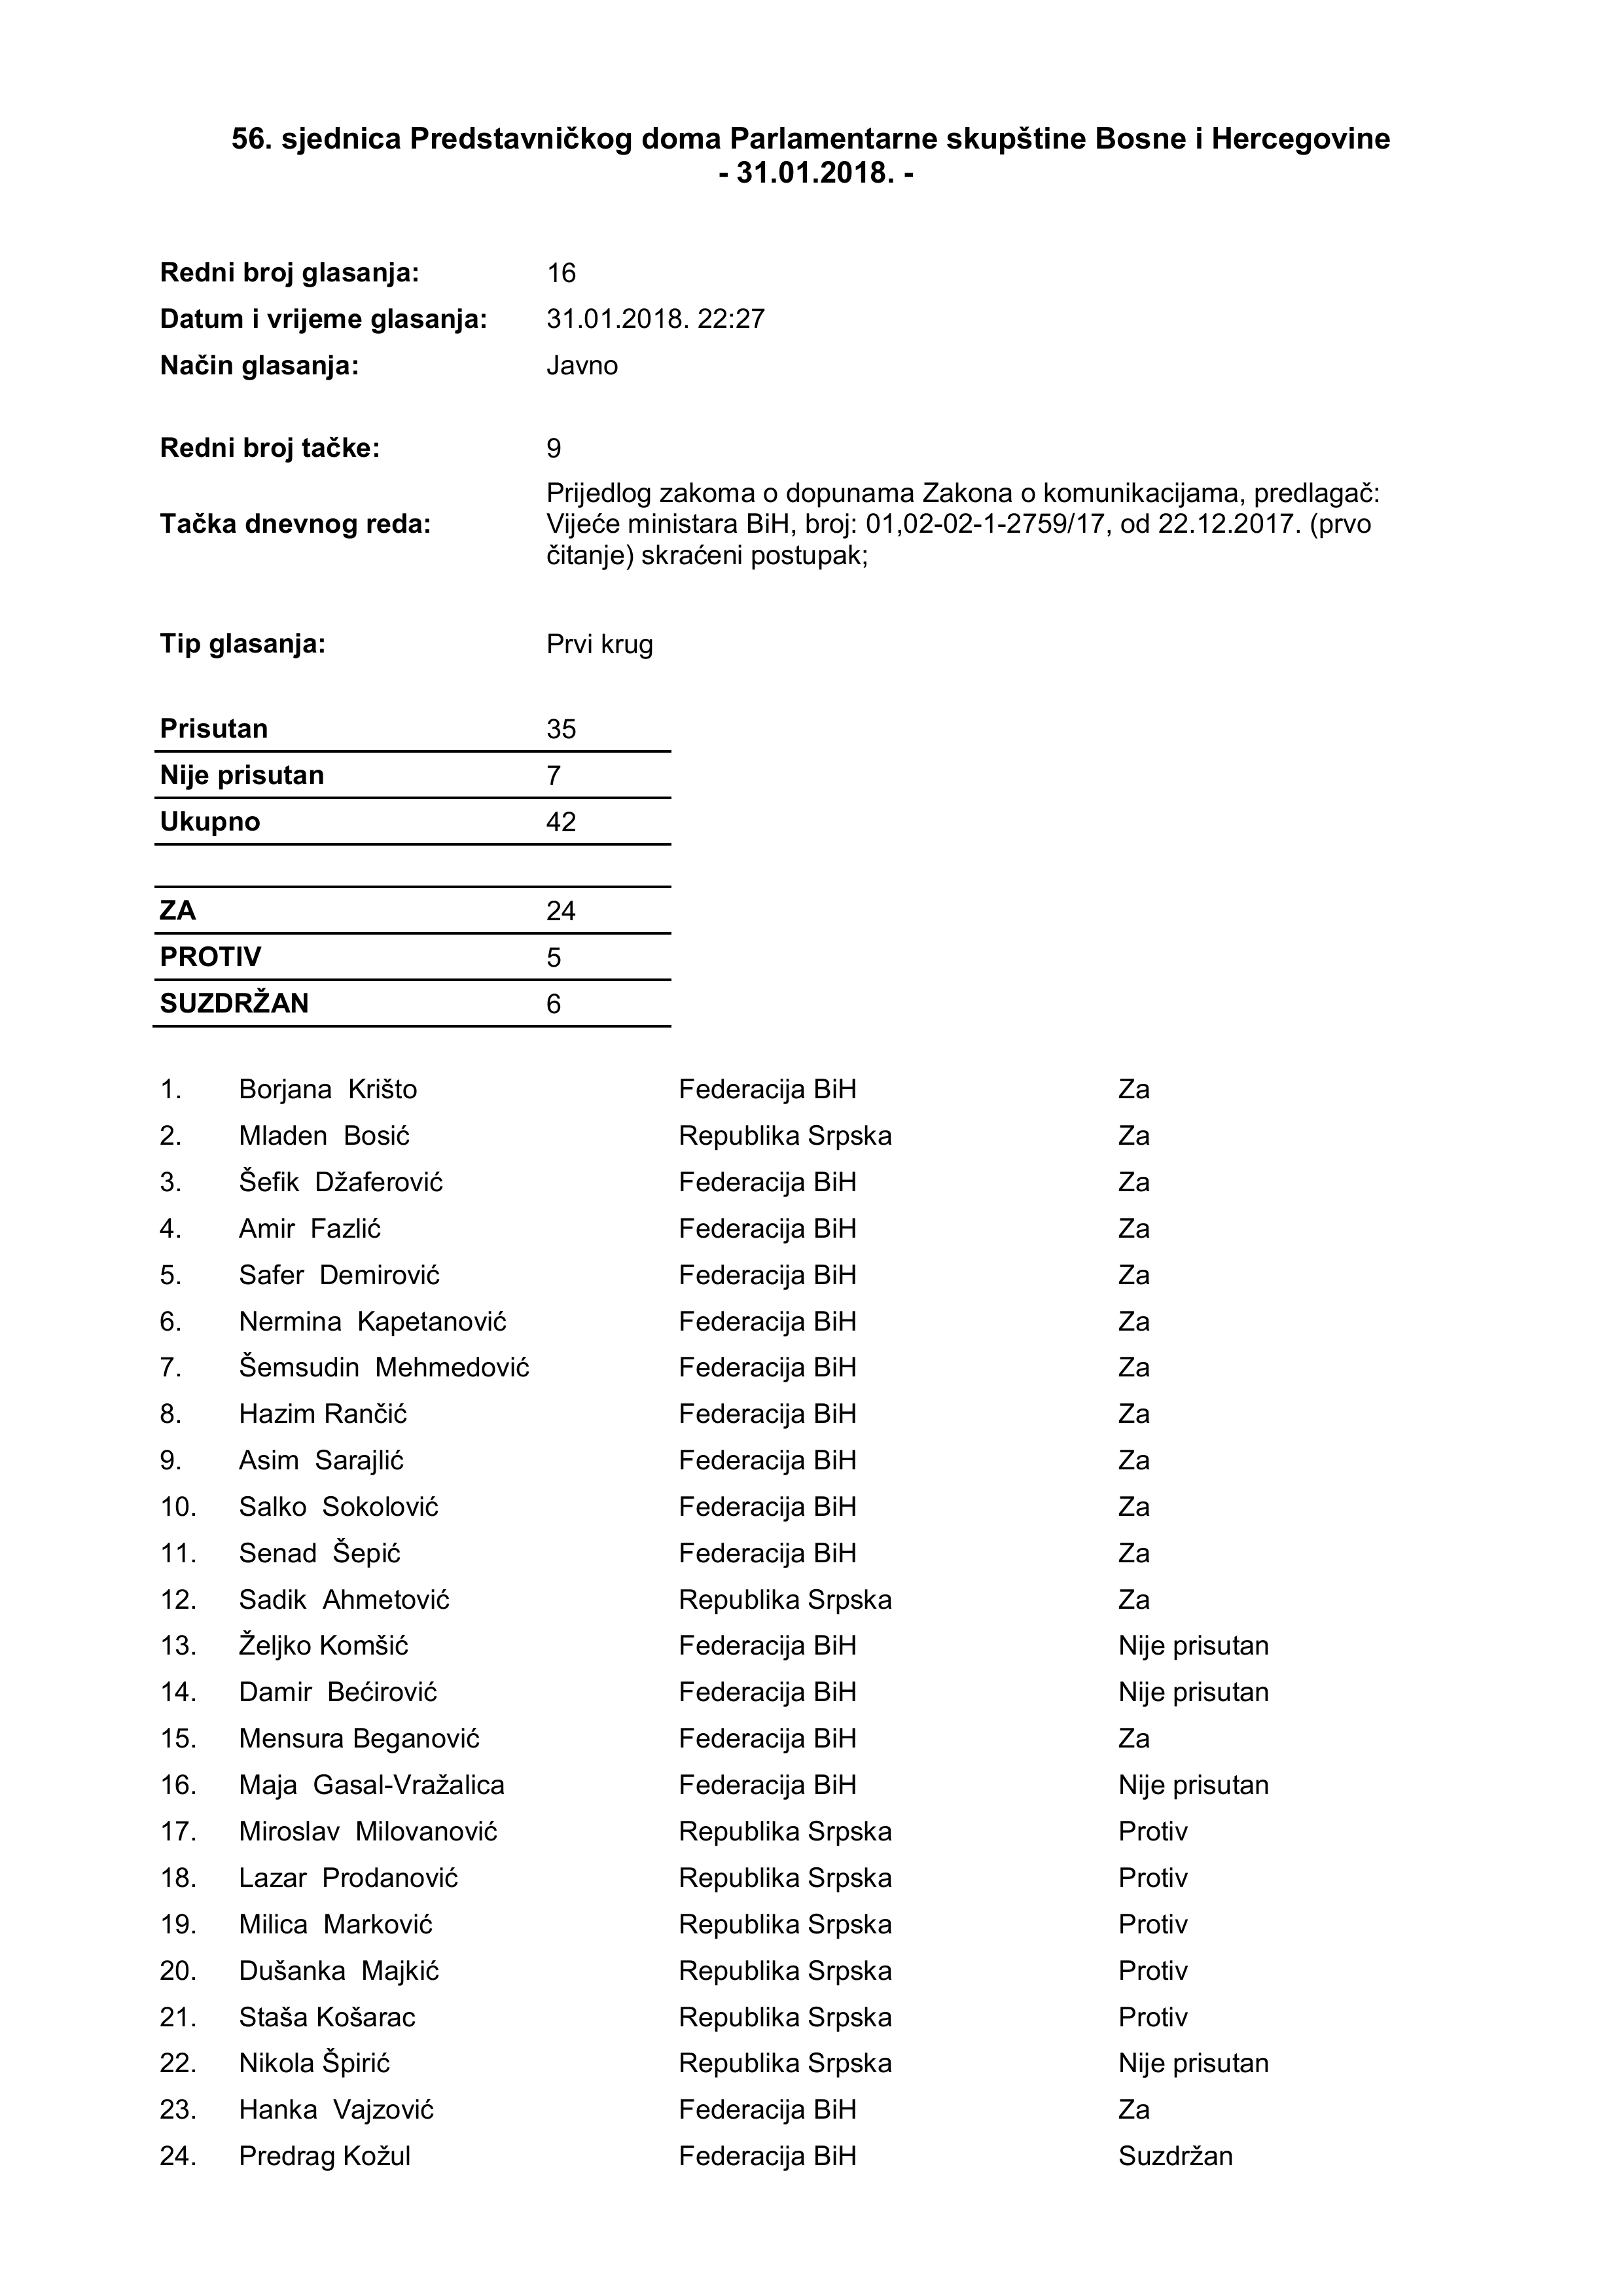 56. sjednica Predstavničkog doma Parlamentarne skupštine Bosne i Hercegovine
- 31.01.2018. -
Redni broj glasanja: 16
Datum i vrijeme glasanja: 31.01.2018. 22:27
Način glasanja: Javno
Redni broj tačke: 9
Tačka dnevnog reda: Prijedlog zakoma o dopunama Zakona o komunikacijama, predlagač:
Vijeće ministara BiH, broj: 01,02-02-1-2759/17, od 22.12.2017. (prvo
čitanje) skraćeni postupak;
Tip glasanja: Prvi krug
Prisutan 35
Nije prisutan 7
Ukupno 42
ZA 24
PROTIV 5
SUZDRŽAN 6
1. Borjana Krišto Federacija BiH Za
2. Mladen Bosić Republika Srpska Za
3. Šefik Džaferović Federacija BiH Za
4. Amir Fazlić Federacija BiH Za
5. Safer Demirović Federacija BiH Za
6. Nermina Kapetanović Federacija BiH Za
7. Šemsudin Mehmedović Federacija BiH Za
8. Hazim Rančić Federacija BiH Za
9. Asim Sarajlić Federacija BiH Za
10. Salko Sokolović Federacija BiH Za
11. Senad Šepić Federacija BiH Za
12. Sadik Ahmetović Republika Srpska Za
13. Željko Komšić Federacija BiH Nije prisutan
14. Damir Bećirović Federacija BiH Nije prisutan
15. Mensura Beganović Federacija BiH Za
16. Maja Gasal-Vražalica Federacija BiH Nije prisutan
17. Miroslav Milovanović Republika Srpska Protiv
18. Lazar Prodanović Republika Srpska Protiv
19. Milica Marković Republika Srpska Protiv
20. Dušanka Majkić Republika Srpska Protiv
21. Staša Košarac Republika Srpska Protiv
22. Nikola Špirić Republika Srpska Nije prisutan
23. Hanka Vajzović Federacija BiH Za
24. Predrag Kožul Federacija BiH Suzdržan